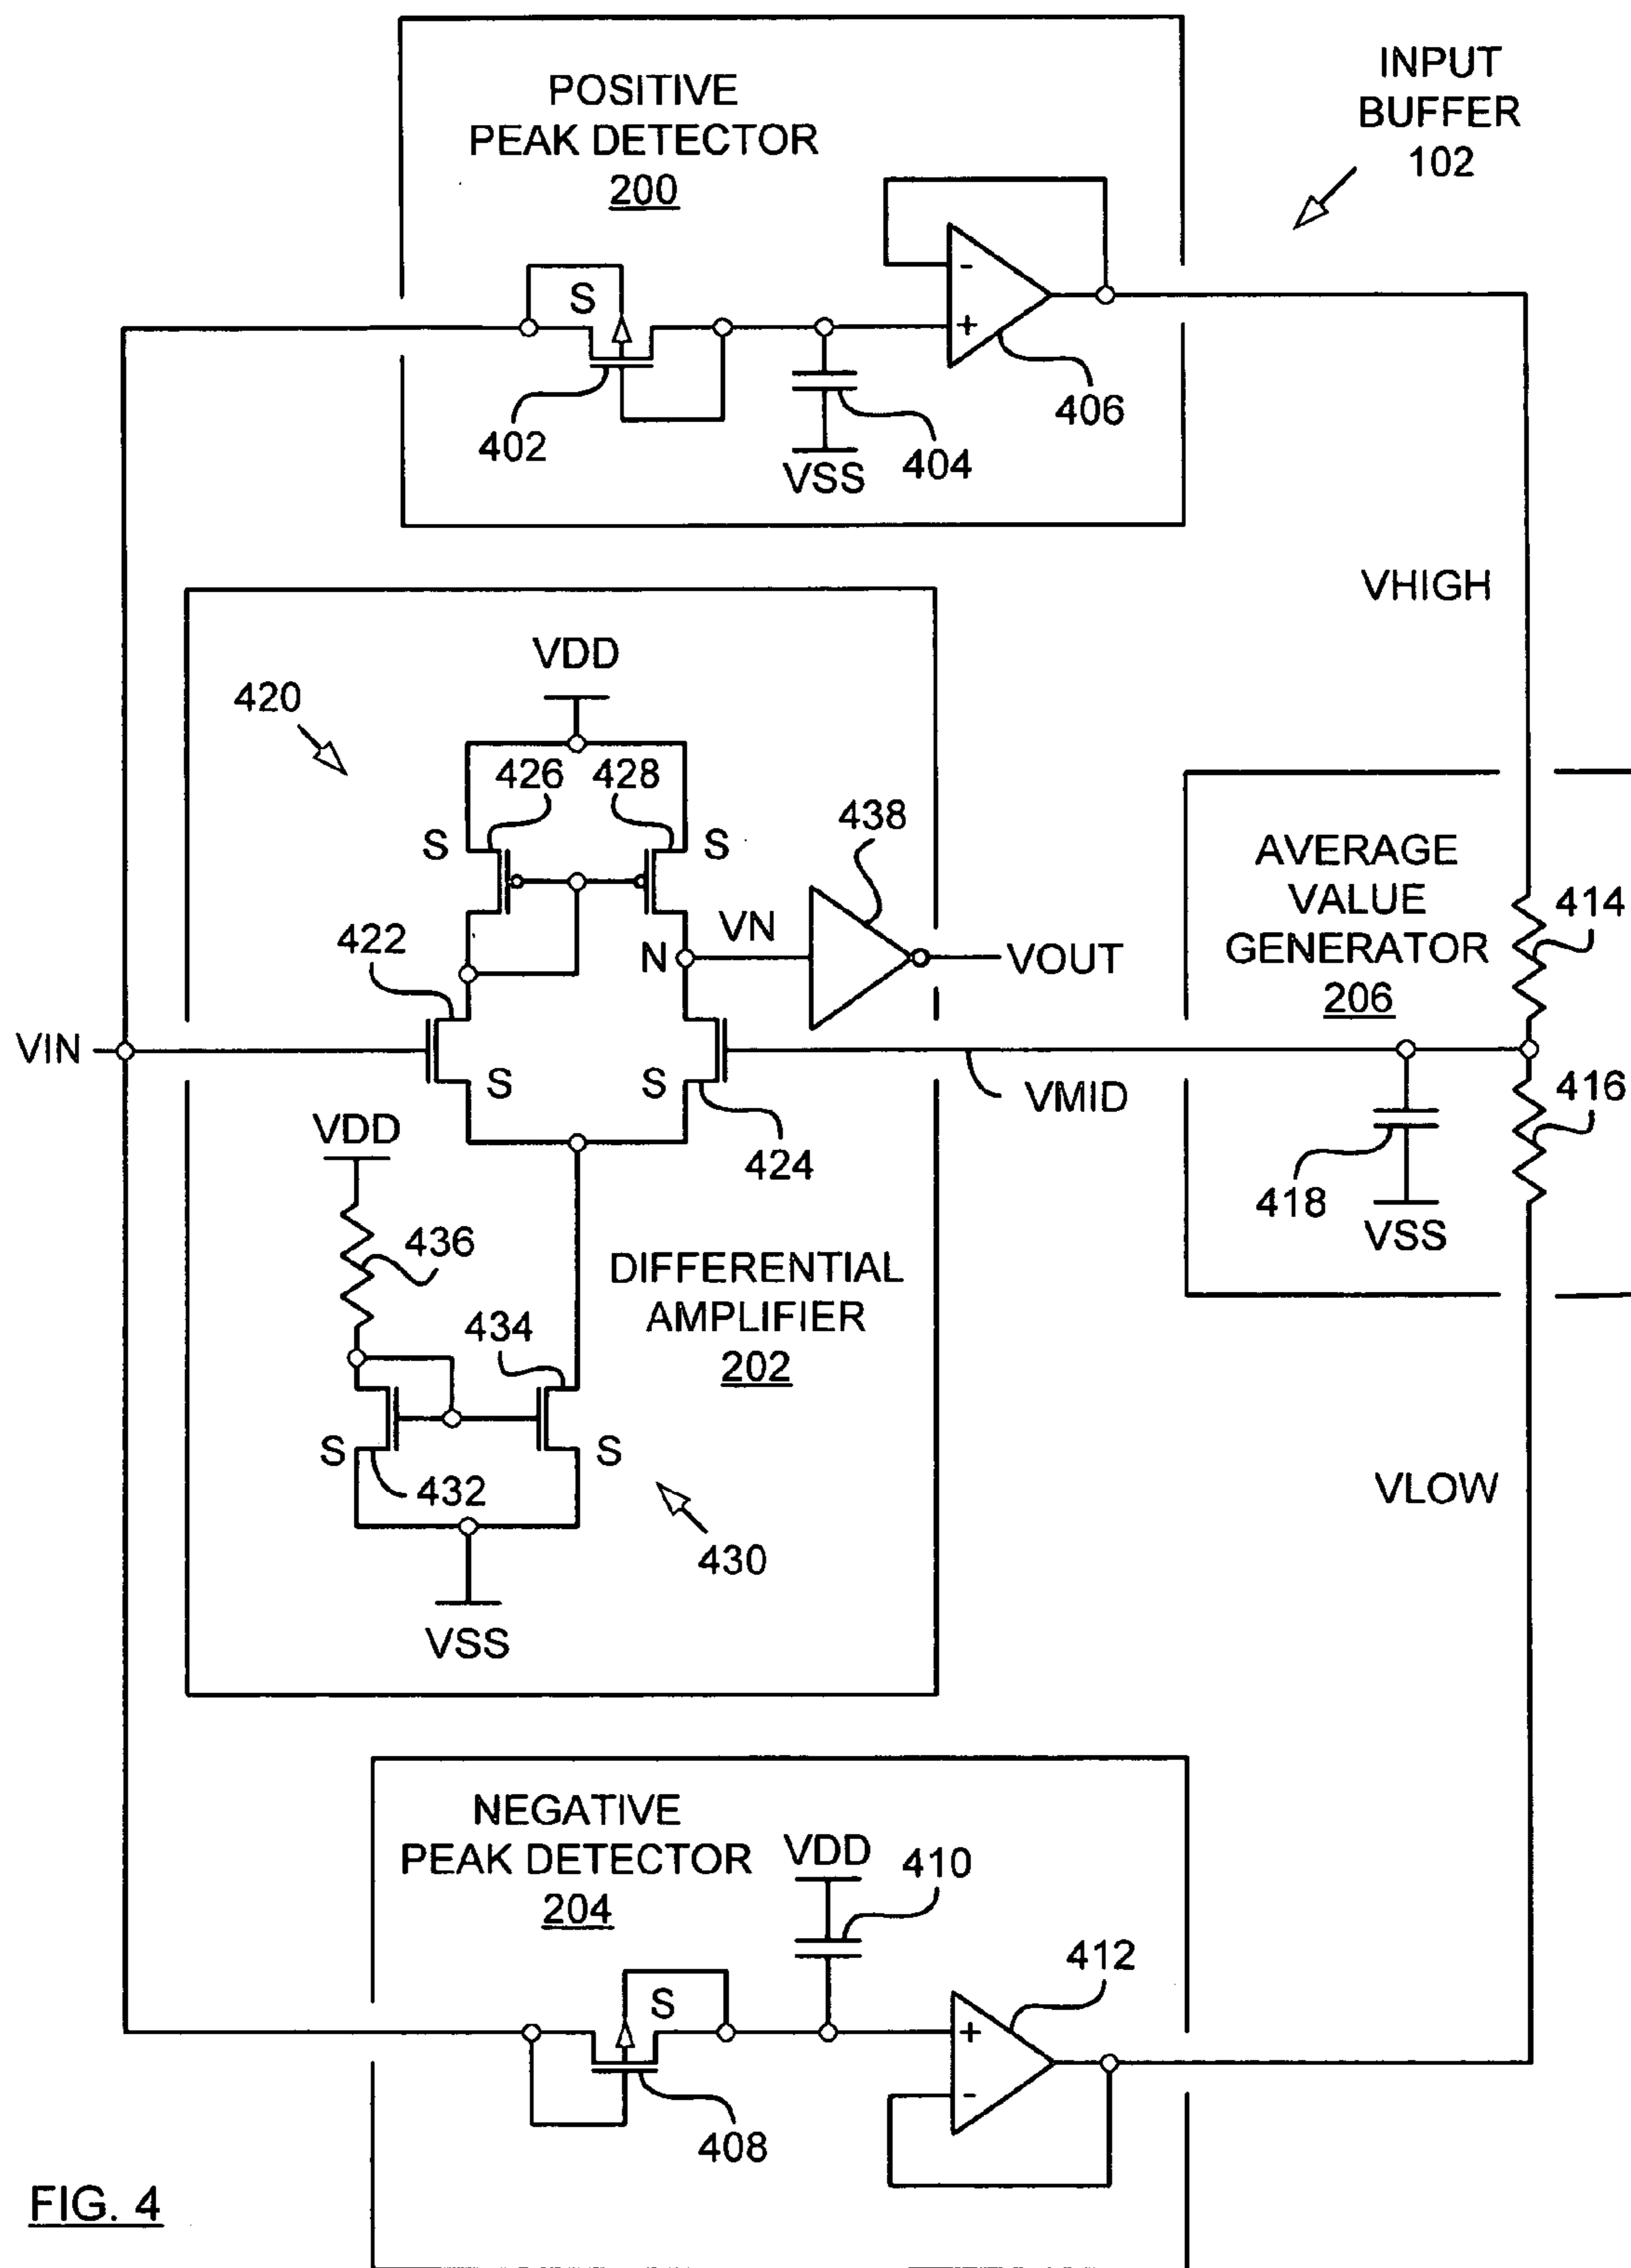 INPUT
BUFFER
102
POSITIVE
PEAK DETECTOR
200
S
-
+
402
VSS
404
406
VHIGH
VDD
420
426
428
S
S
438
AVERAGE
VALUE
GENERATOR
206
414
422
N
VN
VOUT
VIN
S
S
VMID
416
VDD
424
418
VSS
436
DIFFERENTIAL
AMPLIFIER
202
434
S
S
432
430
VLOW
VSS
NEGATIVE
PEAK DETECTOR
204
VDD
410
S
412
+
-
408
FIG. 4